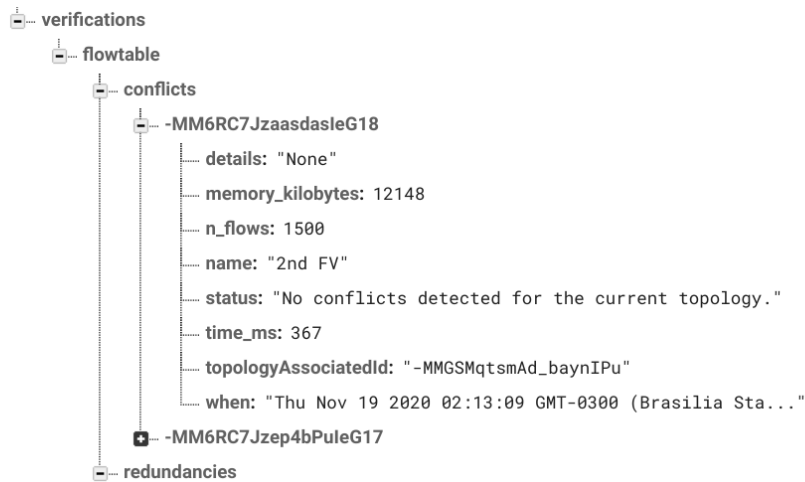 verifications
flowtable
conflicts
-MM6RC7JzaasdasIeG18
details: "None"
memory_kilobytes: 12148
n_flows: 1500
name: "2nd FV"
status: "No conflicts detected for the current topology."
time_ms: 367
topologyAssociatedId: "-MMGSMqtsmAd_baynIPu"
when: "Thu Nov 19 2020 02:13:09 GMT-0300 (Brasilia Sta..."
-MM6RC7Jzep4bPuIeG17
redundancies